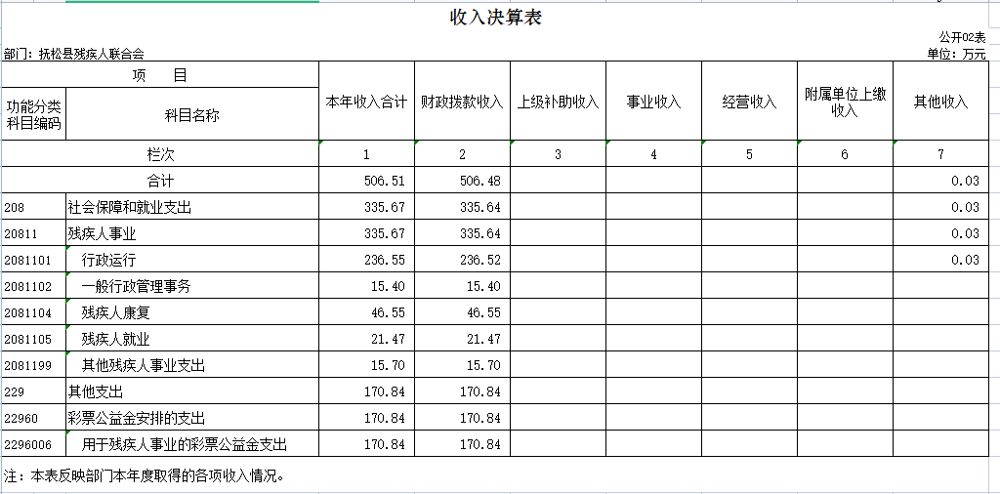 收入决算表
公开02表
部门：抚松县残疾人联合会 单位：万元
项 目 本年收入合计 财政拨款收入 上级补助收入 事业收入 经营收入 附属单位上缴收入 其他收入
功能分类科目编码 科目名称
栏次 1 2 3 4 5 6 7
合计 506.51 506.48 0.03
208 社会保障和就业支出 335.67 335.64 0.03
20811 残疾人事业 335.67 335.64 0.03
2081101 行政运行 236.55 236.52 0.03
2081102 一般行政管理事务 15.40 15.40
2081104 残疾人康复 46.55 46.55
2081105 残疾人就业 21.47 21.47
2081199 其他残疾人事业支出 15.70 15.70
229 其他支出 170.84 170.84
22960 彩票公益金安排的支出 170.84 170.84
2296006 用于残疾人事业的彩票公益金支出 170.84 170.84
注：本表反映部门本年度取得的各项收入情况。